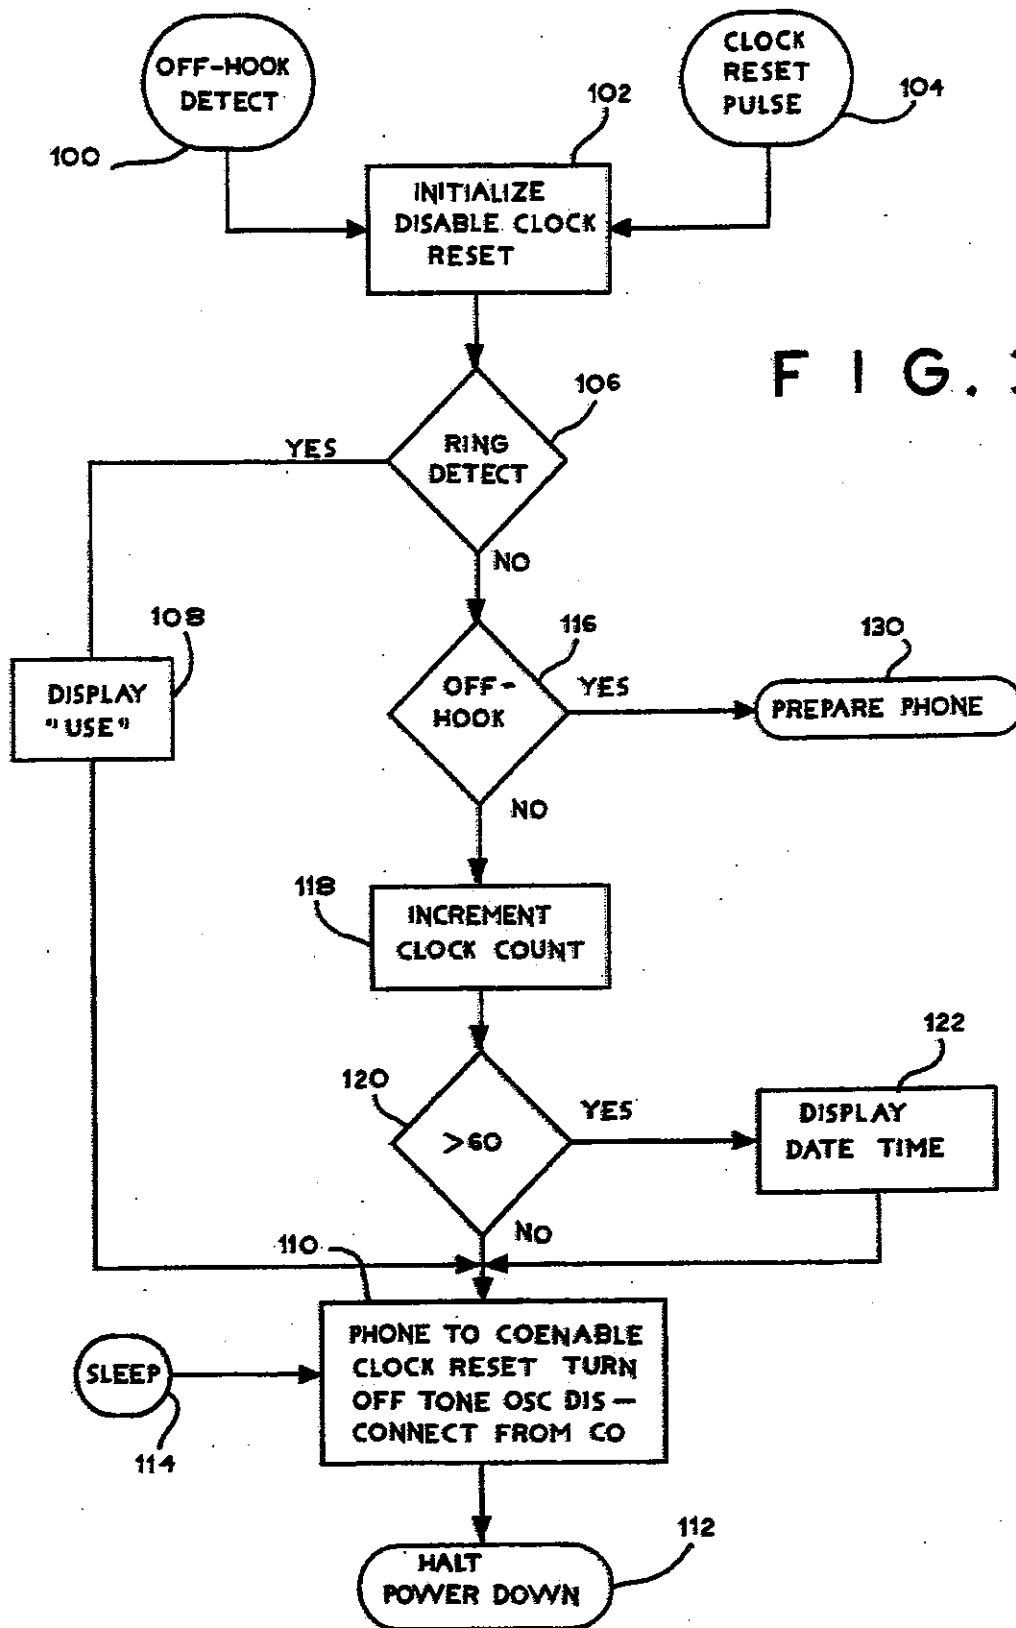 OFF-HOOK
DETECT
100
CLOCK
RESET
PULSE
104
102
INITIALIZE
DISABLE CLOCK
RESET
FIG.
106
RING
DETECT
YES
NO
108
DISPLAY
"USE"
116
OFF-
HOOK
YES
NO
130
PREPARE PHONE
118
INCREMENT
CLOCK COUNT
120
>60
YES
NO
122
DISPLAY
DATE TIME
110
PHONE TO COENABLE
CLOCK RESET TURN
OFF TONE OSC DIS-
CONNECT FROM CO
SLEEP
114
112
HALT
POWER DOWN